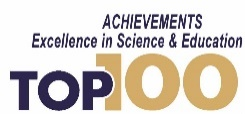 ACHIEVEMENTS
Excellence in Science & Education
TOP100